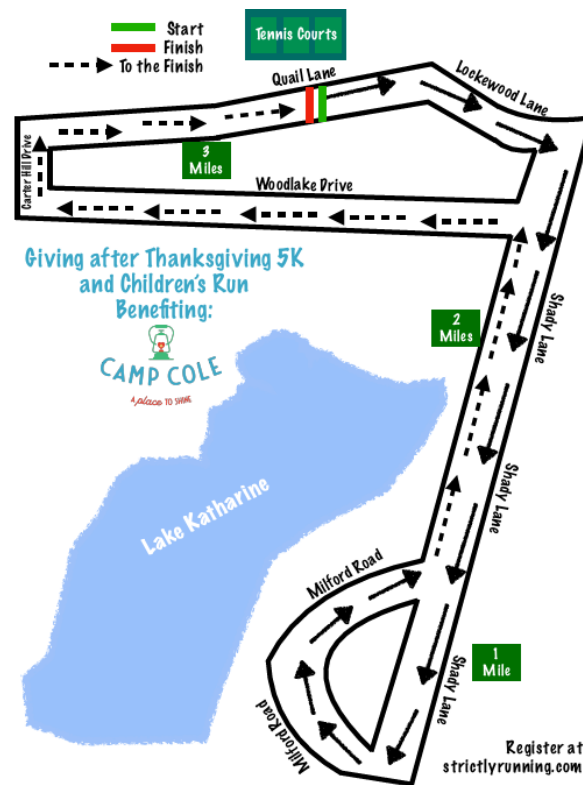 Tennis Courts
Start
Finish
To the Finish
Quail Lane
Lockewood Lane
Carter Hill Drive
3
Miles
Woodlake Drive
Giving after Thanksgiving 5K
and Children's Run
Benefiting:
CAMP COLE
A place TO SHINE
2
Miles
Shady Lane
Shady Lane
Lake Katharine
Milford Road
1
Mile
Shady Lane
Milford Road
Register at
strictlyrunning.com